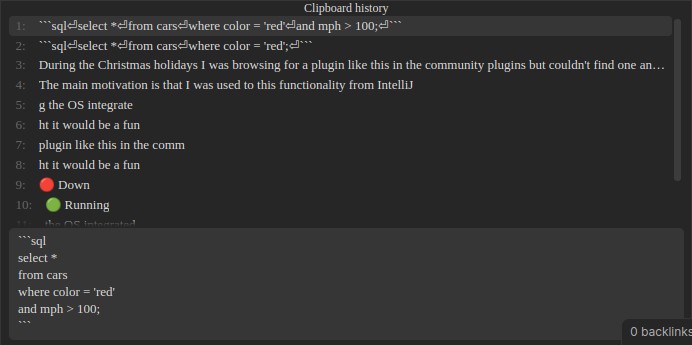 Clipboard history
1: ```sql⏎select *⏎from cars⏎where color = 'red'⏎and mph > 100;⏎```
2: ```sql⏎select *⏎from cars⏎where color = 'red';⏎```
3: During the Christmas holidays I was browsing for a plugin like this in the community plugins but couldn't find one an…
4: The main motivation is that I was used to this functionality from IntelliJ
5: g the OS integrate
6: ht it would be a fun
7: plugin like this in the comm
8: ht it would be a fun
9: 🔴 Down
10: 🟢 Running
11: the OS integrated
```sql
select *
from cars
where color = 'red'
and mph > 100;
```
0 backlinks